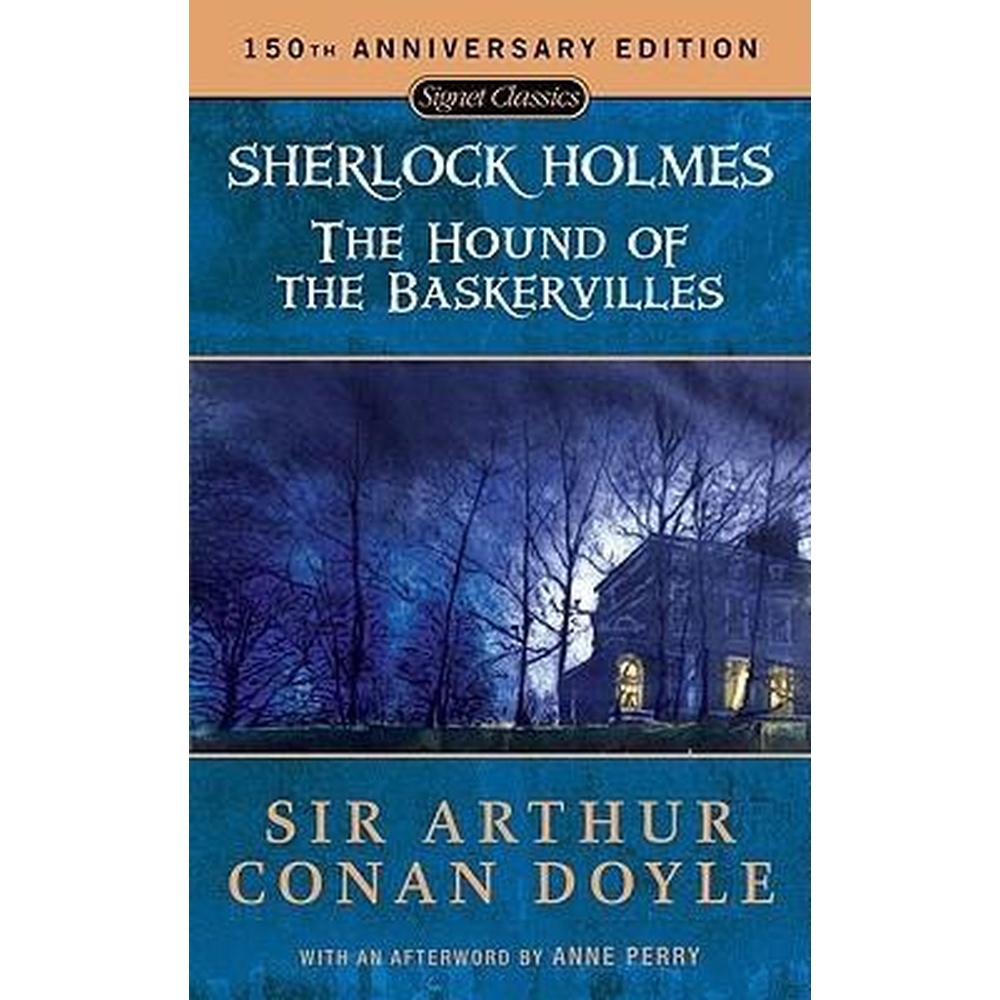 150TH ANNIVERSARY EDITION
Signet Classics
SHERLOCK HOLMES
THE HOUND OF
THE BASKERVILLES
SIR ARTHUR
CONAN DOYLE
WITH AN AFTERWORD BY ANNE PERRY